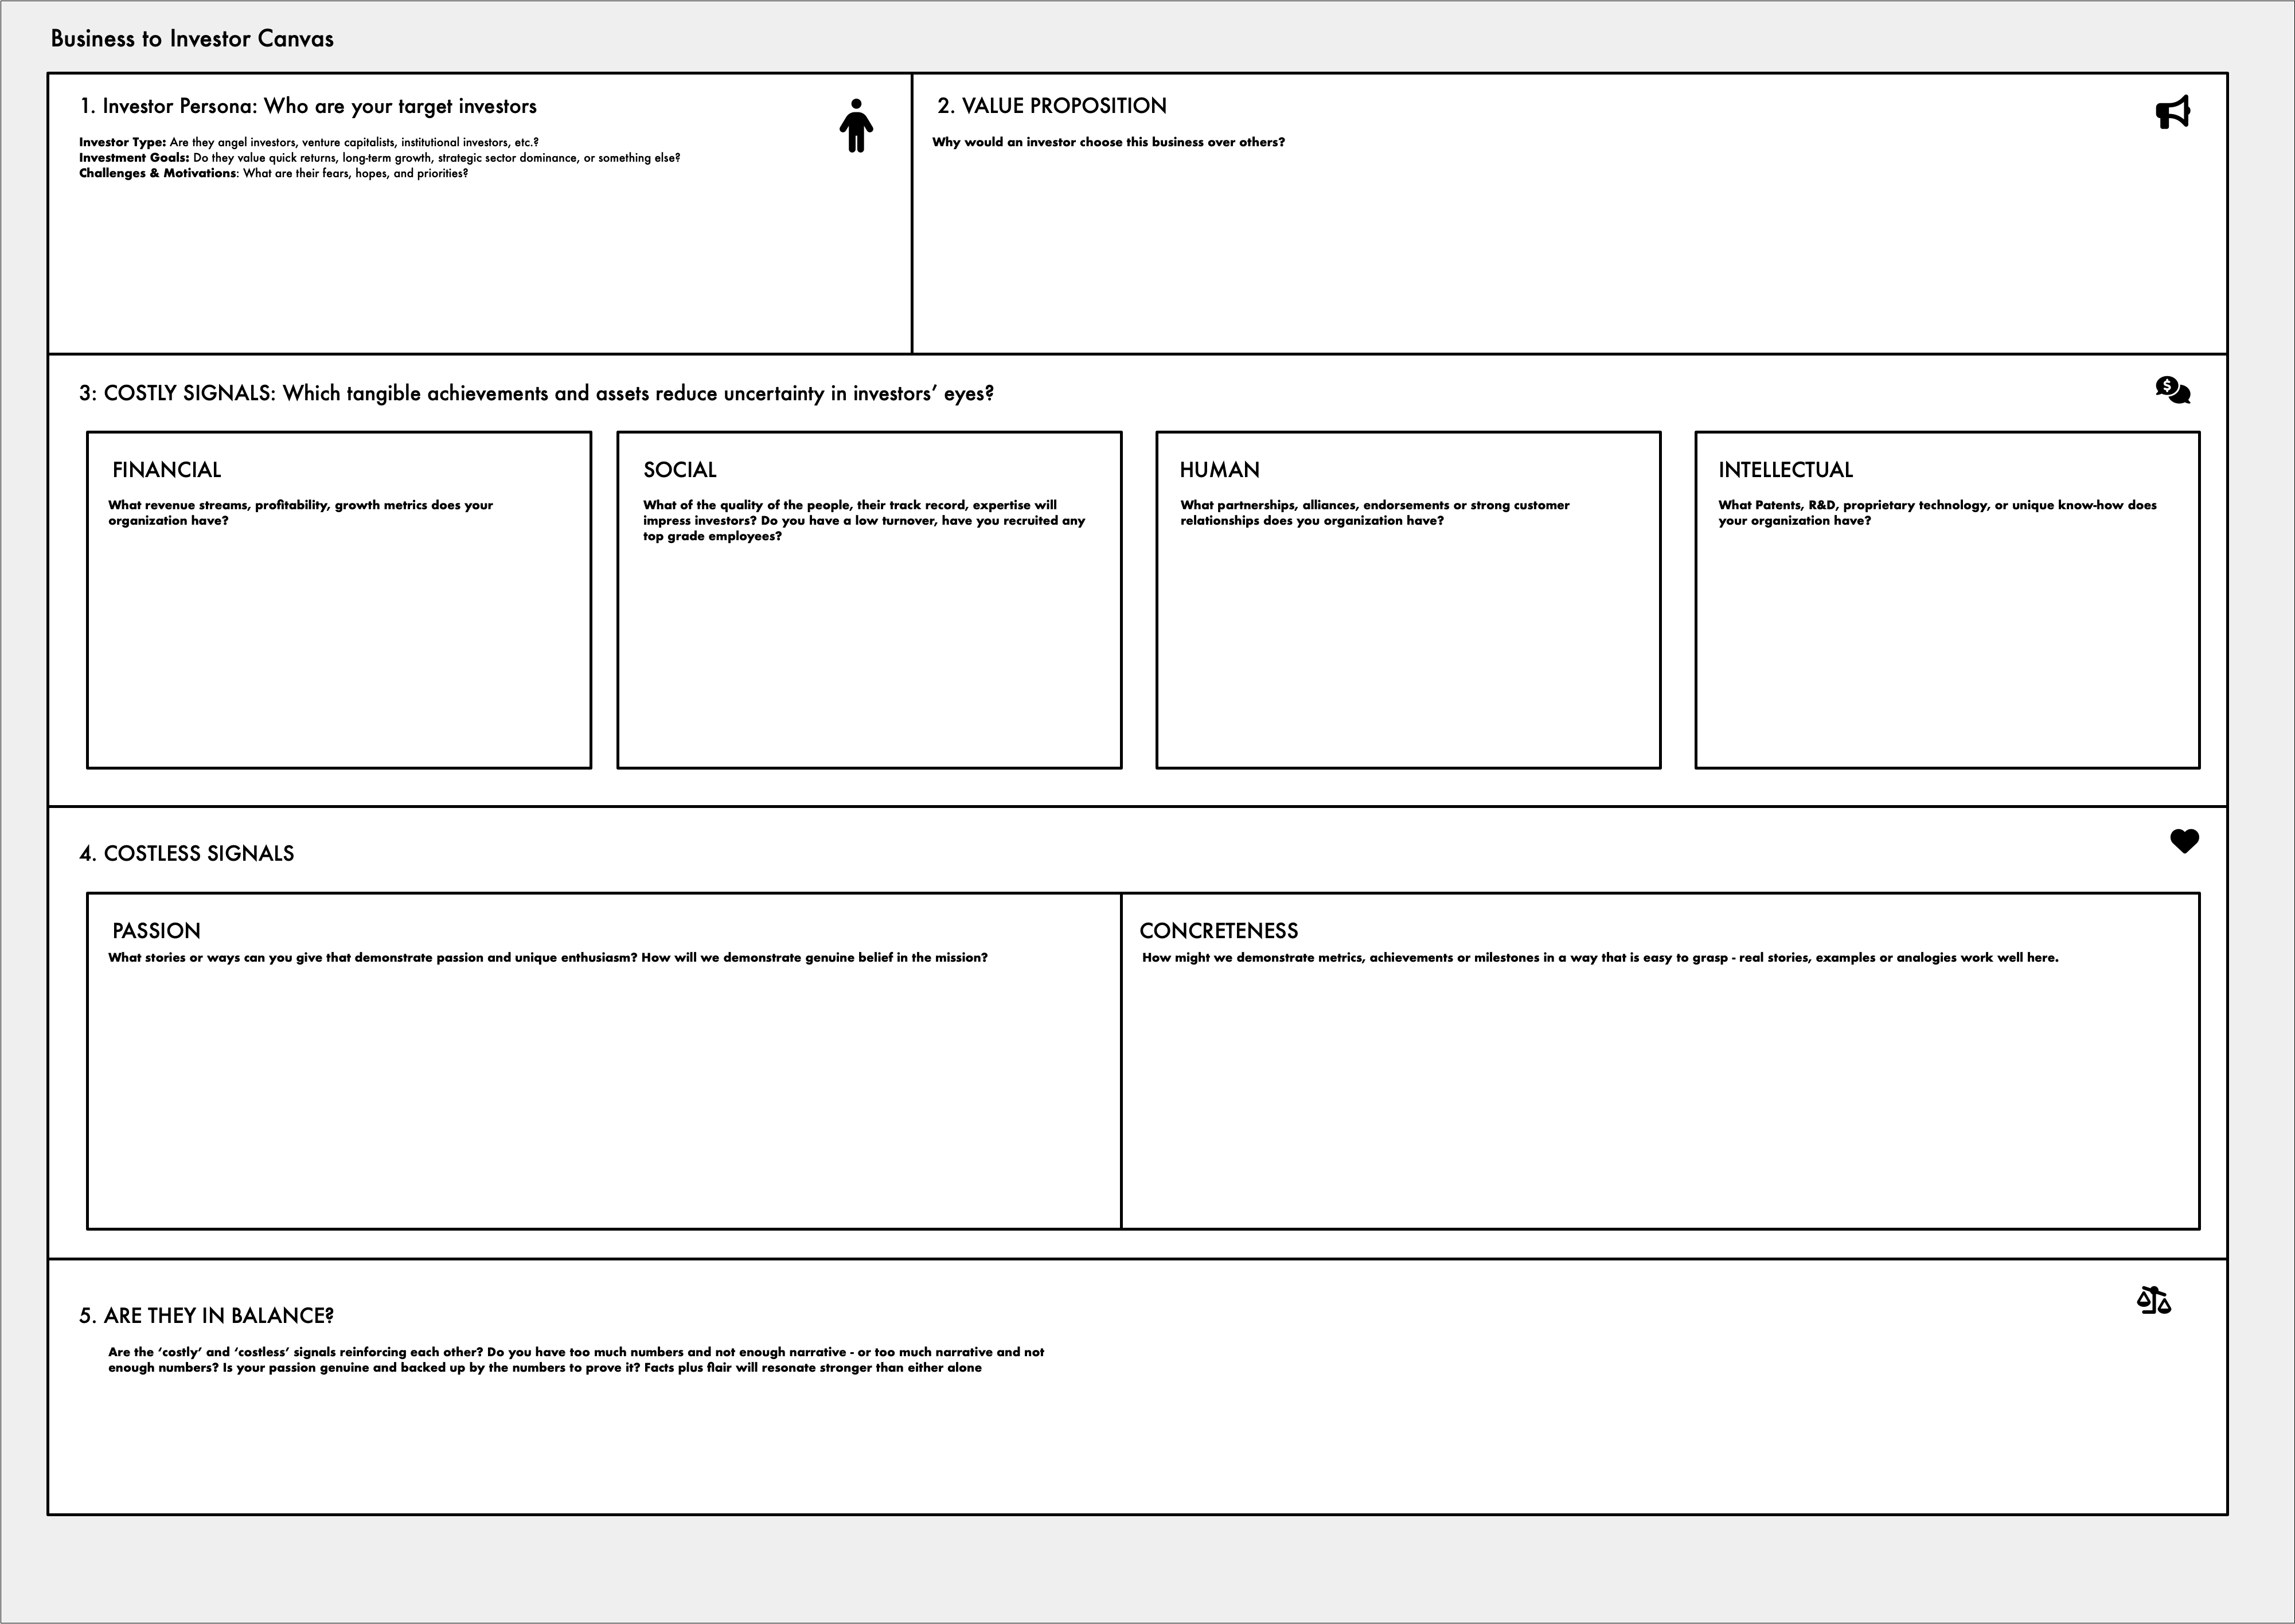 Business to Investor Canvas
1. Investor Persona: Who are your target investors
Investor Type: Are they angel investors, venture capitalists, institutional investors, etc.?
Investment Goals: Do they value quick returns, long-term growth, strategic sector dominance, or something else?
Challenges & Motivations: What are their fears, hopes, and priorities?
2. VALUE PROPOSITION
Why would an investor choose this business over others?
3: COSTLY SIGNALS: Which tangible achievements and assets reduce uncertainty in investors’ eyes?
$
FINANCIAL
What revenue streams, profitability, growth metrics does your
organization have?
SOCIAL
What of the quality of the people, their track record, expertise will
impress investors? Do you have a low turnover, have you recruited any
top grade employees?
HUMAN
What partnerships, alliances, endorsements or strong customer
relationships does you organization have?
INTELLECTUAL
What Patents, R&D, proprietary technology, or unique know-how does
your organization have?
4. COSTLESS SIGNALS
PASSION
What stories or ways can you give that demonstrate passion and unique enthusiasm? How will we demonstrate genuine belief in the mission?
CONCRETENESS
How might we demonstrate metrics, achievements or milestones in a way that is easy to grasp - real stories, examples or analogies work well here.
5. ARE THEY IN BALANCE?
Are the ‘costly’ and ‘costless’ signals reinforcing each other? Do you have too much numbers and not enough narrative - or too much narrative and not
enough numbers? Is your passion genuine and backed up by the numbers to prove it? Facts plus flair will resonate stronger than either alone